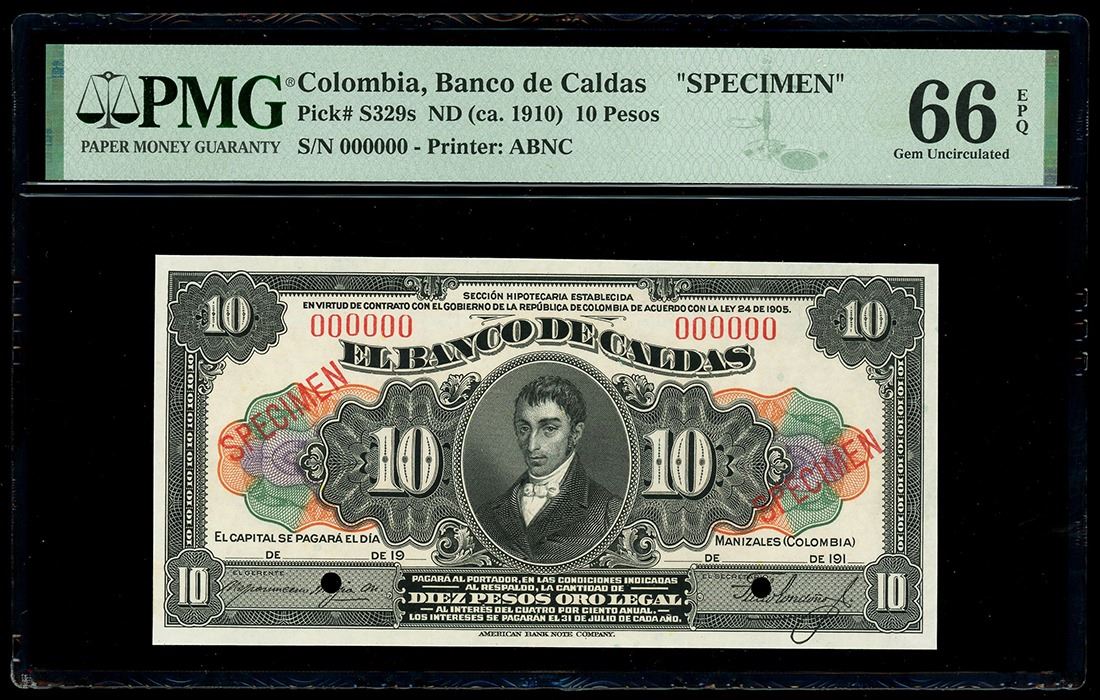 PMG®
PAPER MONEY GUARANTY
Colombia, Banco de Caldas "SPECIMEN"
Pick# S329s ND (ca. 1910) 10 Pesos
S/N 000000 - Printer: ABNC
66 EPQ
Gem Uncirculated
10
10
SECCIÓN HIPOTECARIA ESTABLECIDA
EN VIRTUD DE CONTRATO CON EL GOBIERNO DE LA REPÚBLICA DE COLOMBIA DE ACUERDO CON LA LEY 24 DE 1905.
000000
000000
EL BANCO DE CALDAS
SPECIMEN
10
10
SPECIMEN
EL CAPITAL SE PAGARÁ EL DÍA
DE DE 19
MANIZALES (COLOMBIA)
DE DE 191
10
EL GERENTE
PAGARÁ AL PORTADOR, EN LAS CONDICIONES INDICADAS
AL RESPALDO, LA CANTIDAD DE
DIEZ PESOS ORO LEGAL
AL INTERÉS DEL CUATRO POR CIENTO ANUAL.
LOS INTERESES SE PAGARÁN EL 31 DE JULIO DE CADA AÑO.
10
AMERICAN BANK NOTE COMPANY.